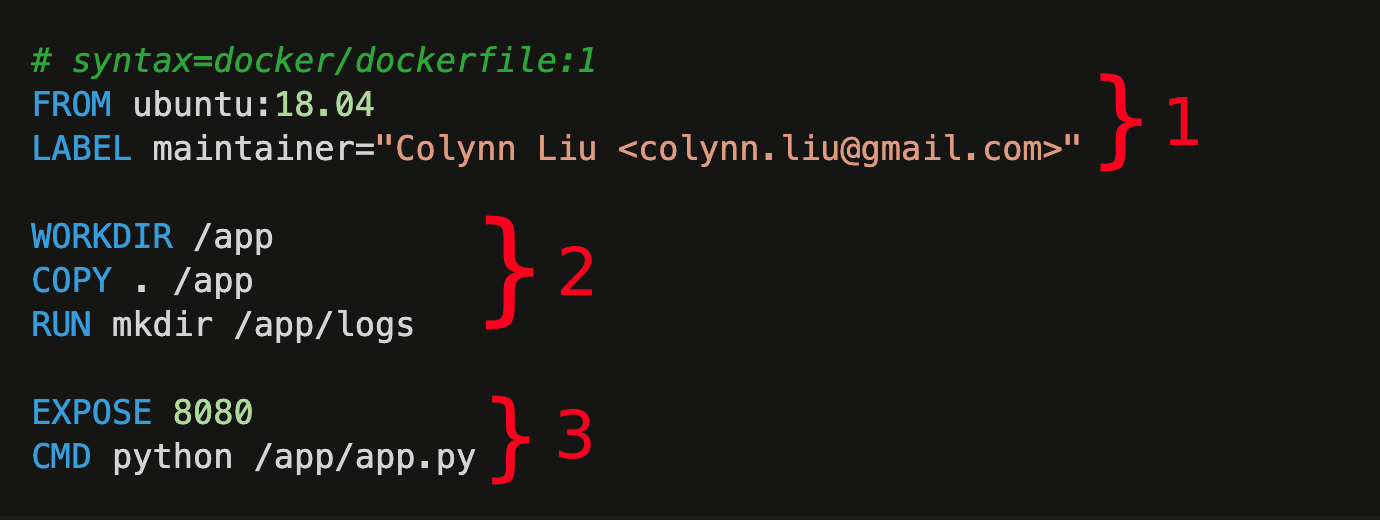 # syntax=docker/dockerfile:1
FROM ubuntu:18.04
LABEL maintainer="Colynn Liu <colynn.liu@gmail.com>"
} 1
WORKDIR /app
COPY . /app
RUN mkdir /app/logs
} 2
EXPOSE 8080
CMD python /app/app.py
} 3